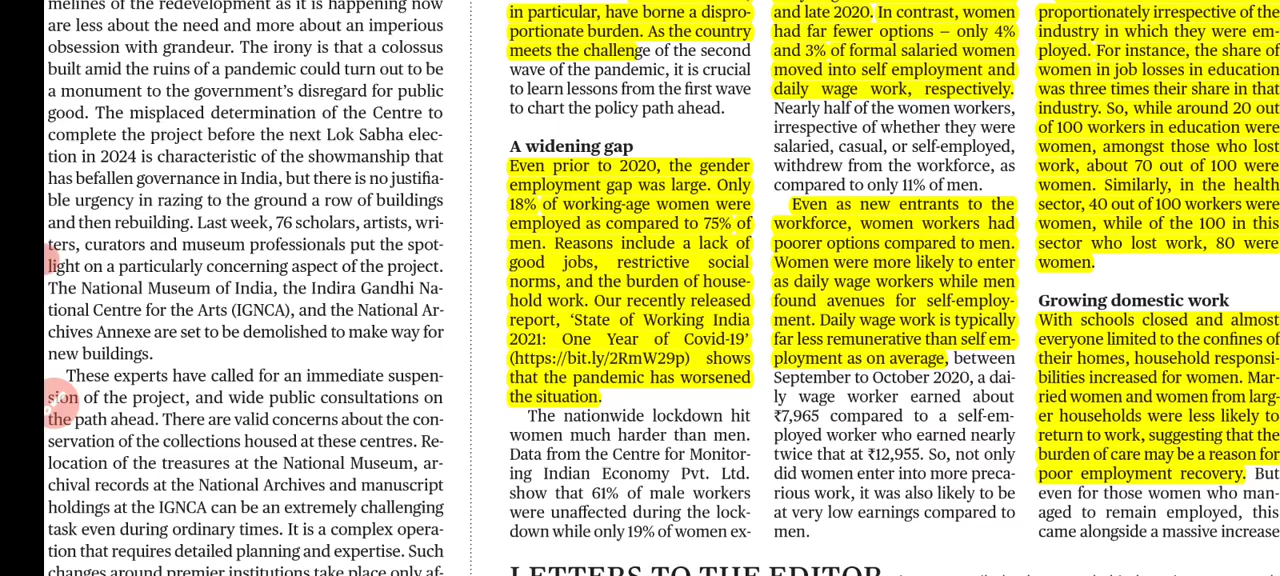 melines of the redevelopment as it is happening now
are less about the need and more about an imperious
obsession with grandeur. The irony is that a colossus
built amid the ruins of a pandemic could turn out to be
a monument to the government's disregard for public
good. The misplaced determination of the Centre to
complete the project before the next Lok Sabha elec-
tion in 2024 is characteristic of the showmanship that
has befallen governance in India, but there is no justifia-
ble urgency in razing to the ground a row of buildings
and then rebuilding. Last week, 76 scholars, artists, wri-
ters, curators and museum professionals put the spot-
light on a particularly concerning aspect of the project.
The National Museum of India, the Indira Gandhi Na-
tional Centre for the Arts (IGNCA), and the National Ar-
chives Annexe are set to be demolished to make way for
new buildings.
These experts have called for an immediate suspen-
sion of the project, and wide public consultations on
the path ahead. There are valid concerns about the con-
servation of the collections housed at these centres. Re-
location of the treasures at the National Museum, ar-
chival records at the National Archives and manuscript
holdings at the IGNCA can be an extremely challenging
task even during ordinary times. It is a complex opera-
tion that requires detailed planning and expertise. Such
changes around premier institutions take place only af-
in particular, have borne a dispro-
portionate burden. As the country
meets the challenge of the second
wave of the pandemic, it is crucial
to learn lessons from the first wave
to chart the policy path ahead.
A widening gap
Even prior to 2020, the gender
employment gap was large. Only
18% of working-age women were
employed as compared to 75% of
men. Reasons include a lack of
good jobs, restrictive social
norms, and the burden of house-
hold work. Our recently released
report, 'State of Working India
2021: One Year of Covid-19'
(https://bit.ly/2RmW29p) shows
that the pandemic has worsened
the situation.
The nationwide lockdown hit
women much harder than men.
Data from the Centre for Monitor-
ing Indian Economy Pvt. Ltd.
show that 61% of male workers
were unaffected during the lock-
down while only 19% of women ex-
and late 2020. In contrast, women
had far fewer options – only 4%
and 3% of formal salaried women
moved into self employment and
daily wage work, respectively.
Nearly half of the women workers,
irrespective of whether they were
salaried, casual, or self-employed,
withdrew from the workforce, as
compared to only 11% of men.
Even as new entrants to the
workforce, women workers had
poorer options compared to men.
Women were more likely to enter
as daily wage workers while men
found avenues for self-employ-
ment. Daily wage work is typically
far less remunerative than self em-
ployment as on average, between
September to October 2020, a dai-
ly wage worker earned about
₹7,965 compared to a self-em-
ployed worker who earned nearly
twice that at ₹12,955. So, not only
did women enter into more preca-
rious work, it was also likely to be
at very low earnings compared to
men.
proportionately irrespective of the
industry in which they were em-
ployed. For instance, the share of
women in job losses in education
was three times their share in that
industry. So, while around 20 out
of 100 workers in education were
women, amongst those who lost
work, about 70 out of 100 were
women. Similarly, in the health
sector, 40 out of 100 workers were
women, while of the 100 in this
sector who lost work, 80 were
women.
Growing domestic work
With schools closed and almost
everyone limited to the confines of
their homes, household responsi-
bilities increased for women. Mar-
ried women and women from larg-
er households were less likely to
return to work, suggesting that the
burden of care may be a reason for
poor employment recovery. But
even for those women who man-
aged to remain employed, this
came alongside a massive increase
LETTERS TO THE EDITOR